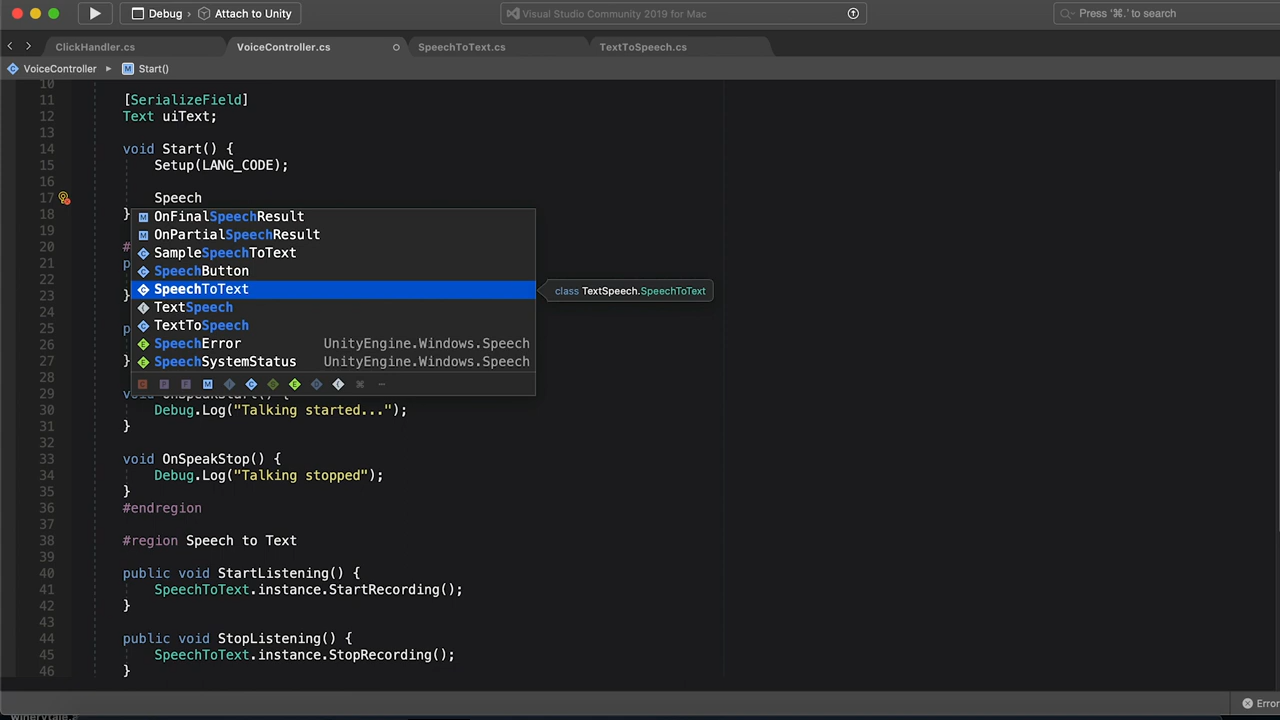 Debug › Attach to Unity
Visual Studio Community 2019 for Mac
Press '⌘.' to search
ClickHandler.cs
VoiceController.cs
SpeechToText.cs
TextToSpeech.cs
VoiceController ▸ Start()
10
11 [SerializeField]
12 Text uiText;
13
14 void Start() {
15 Setup(LANG_CODE);
16
17 Speech
18 }
OnFinalSpeechResult
19
OnPartialSpeechResult
20 #
SampleSpeechToText
21 p
SpeechButton
22
SpeechToText
class TextSpeech.SpeechToText
23 }
TextSpeech
24
TextToSpeech
25 p
SpeechError UnityEngine.Windows.Speech
26
SpeechSystemStatus UnityEngine.Windows.Speech
27 }
28
29 void OnSpeakStart() {
30 Debug.Log("Talking started...");
31 }
32
33 void OnSpeakStop() {
34 Debug.Log("Talking stopped");
35 }
36 #endregion
37
38 #region Speech to Text
39
40 public void StartListening() {
41 SpeechToText.instance.StartRecording();
42 }
43
44 public void StopListening() {
45 SpeechToText.instance.StopRecording();
46 }
Error